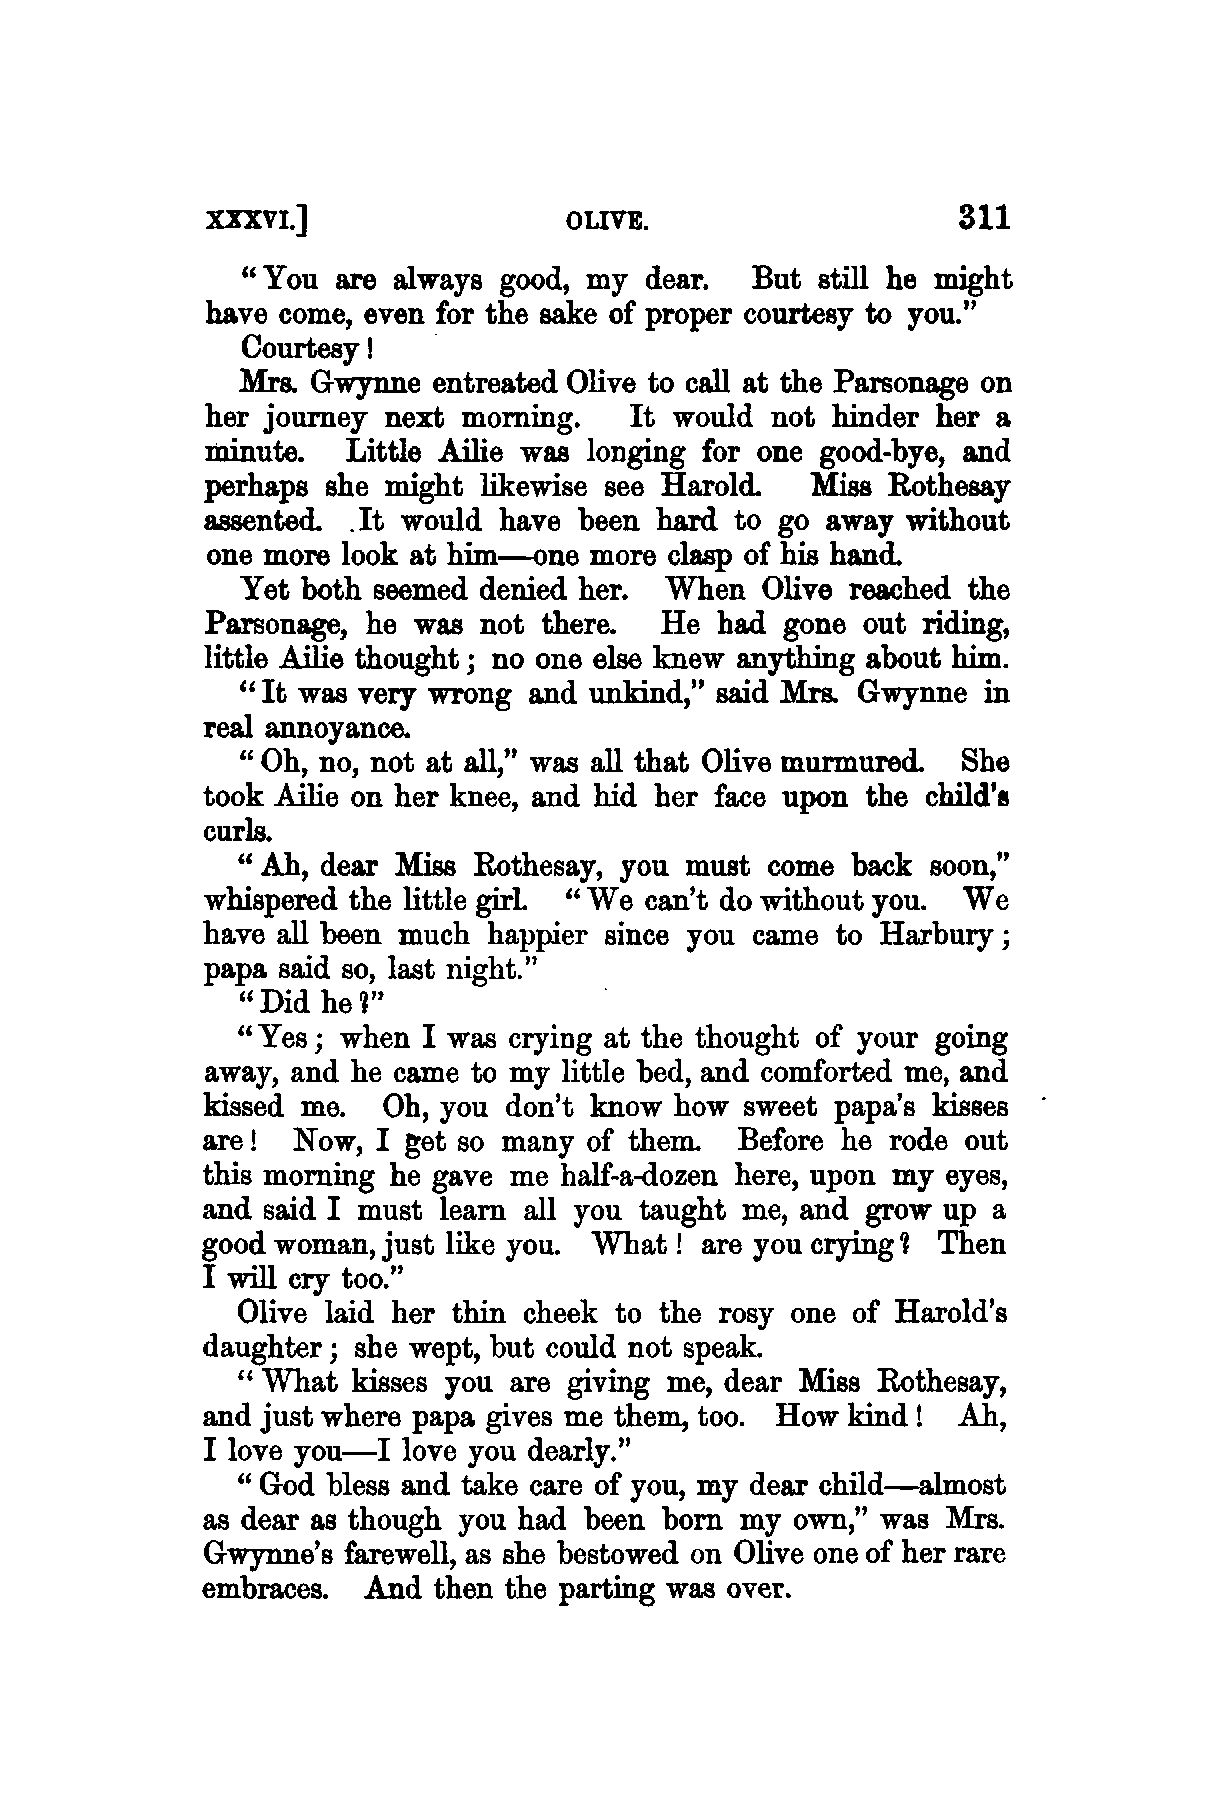 XXXVI.] OLIVE. 311
“You are always good, my dear. But still he might
have come, even for the sake of proper courtesy to you.”
Courtesy!
Mrs. Gwynne entreated Olive to call at the Parsonage on
her journey next morning. It would not hinder her a
minute. Little Ailie was longing for one good-bye, and
perhaps she might likewise see Harold. Miss Rothesay
assented. It would have been hard to go away without
one more look at him—one more clasp of his hand.
Yet both seemed denied her. When Olive reached the
Parsonage, he was not there. He had gone out riding,
little Ailie thought; no one else knew anything about him.
“It was very wrong and unkind,” said Mrs. Gwynne in
real annoyance.
“Oh, no, not at all,” was all that Olive murmured. She
took Ailie on her knee, and hid her face upon the child's
curls.
“Ah, dear Miss Rothesay, you must come back soon,”
whispered the little girl. “We can't do without you. We
have all been much happier since you came to Harbury;
papa said so, last night.”
“Did he?”
“Yes; when I was crying at the thought of your going
away, and he came to my little bed, and comforted me, and
kissed me. Oh, you don't know how sweet papa's kisses
are! Now, I get so many of them. Before he rode out
this morning he gave me half-a-dozen here, upon my eyes,
and said I must learn all you taught me, and grow up a
good woman, just like you. What! are you crying? Then
I will cry too.”
Olive laid her thin cheek to the rosy one of Harold's
daughter; she wept, but could not speak.
“What kisses you are giving me, dear Miss Rothesay,
and just where papa gives me them, too. How kind! Ah,
I love you—I love you dearly.”
“God bless and take care of you, my dear child—almost
as dear as though you had been born my own,” was Mrs.
Gwynne's farewell, as she bestowed on Olive one of her rare
embraces. And then the parting was over.